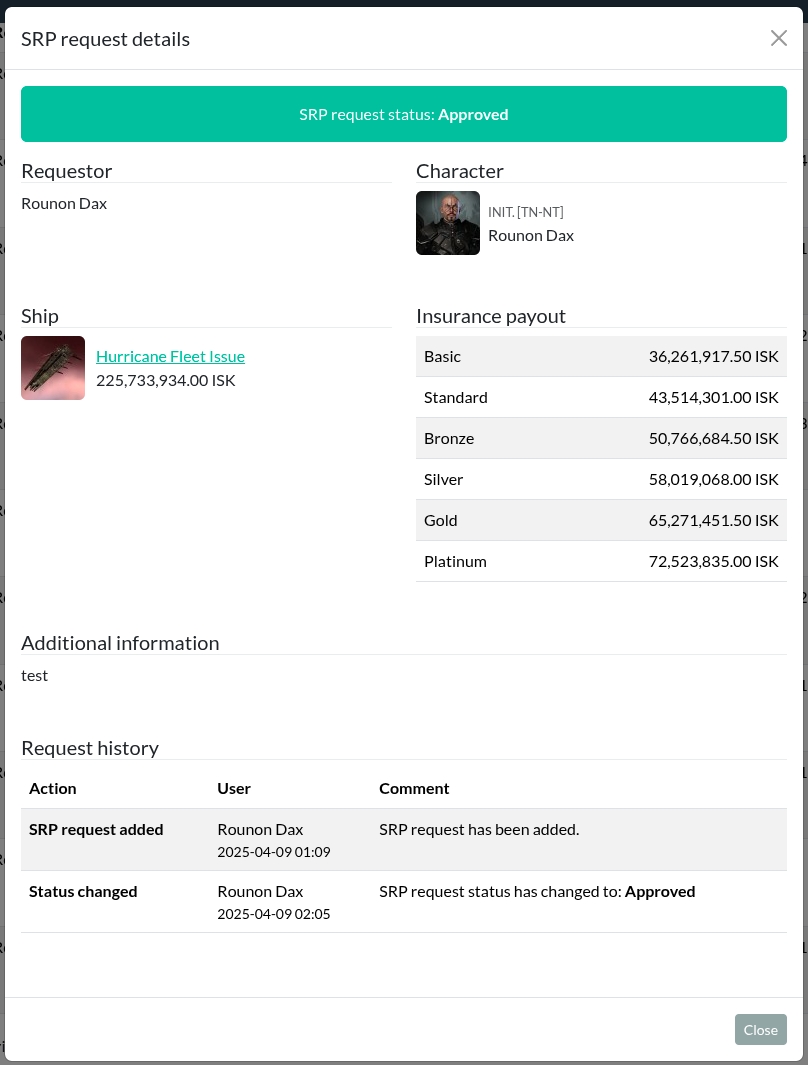 SRP request details
SRP request status: Approved
Requestor
Rounon Dax
Character
INIT. [TN-NT]
Rounon Dax
Ship
Hurricane Fleet Issue
225,733,934.00 ISK
Insurance payout
Basic 36,261,917.50 ISK
Standard 43,514,301.00 ISK
Bronze 50,766,684.50 ISK
Silver 58,019,068.00 ISK
Gold 65,271,451.50 ISK
Platinum 72,523,835.00 ISK
Additional information
test
Request history
Action User Comment
SRP request added Rounon Dax SRP request has been added.
2025-04-09 01:09
Status changed Rounon Dax SRP request status has changed to: Approved
2025-04-09 02:05
Close